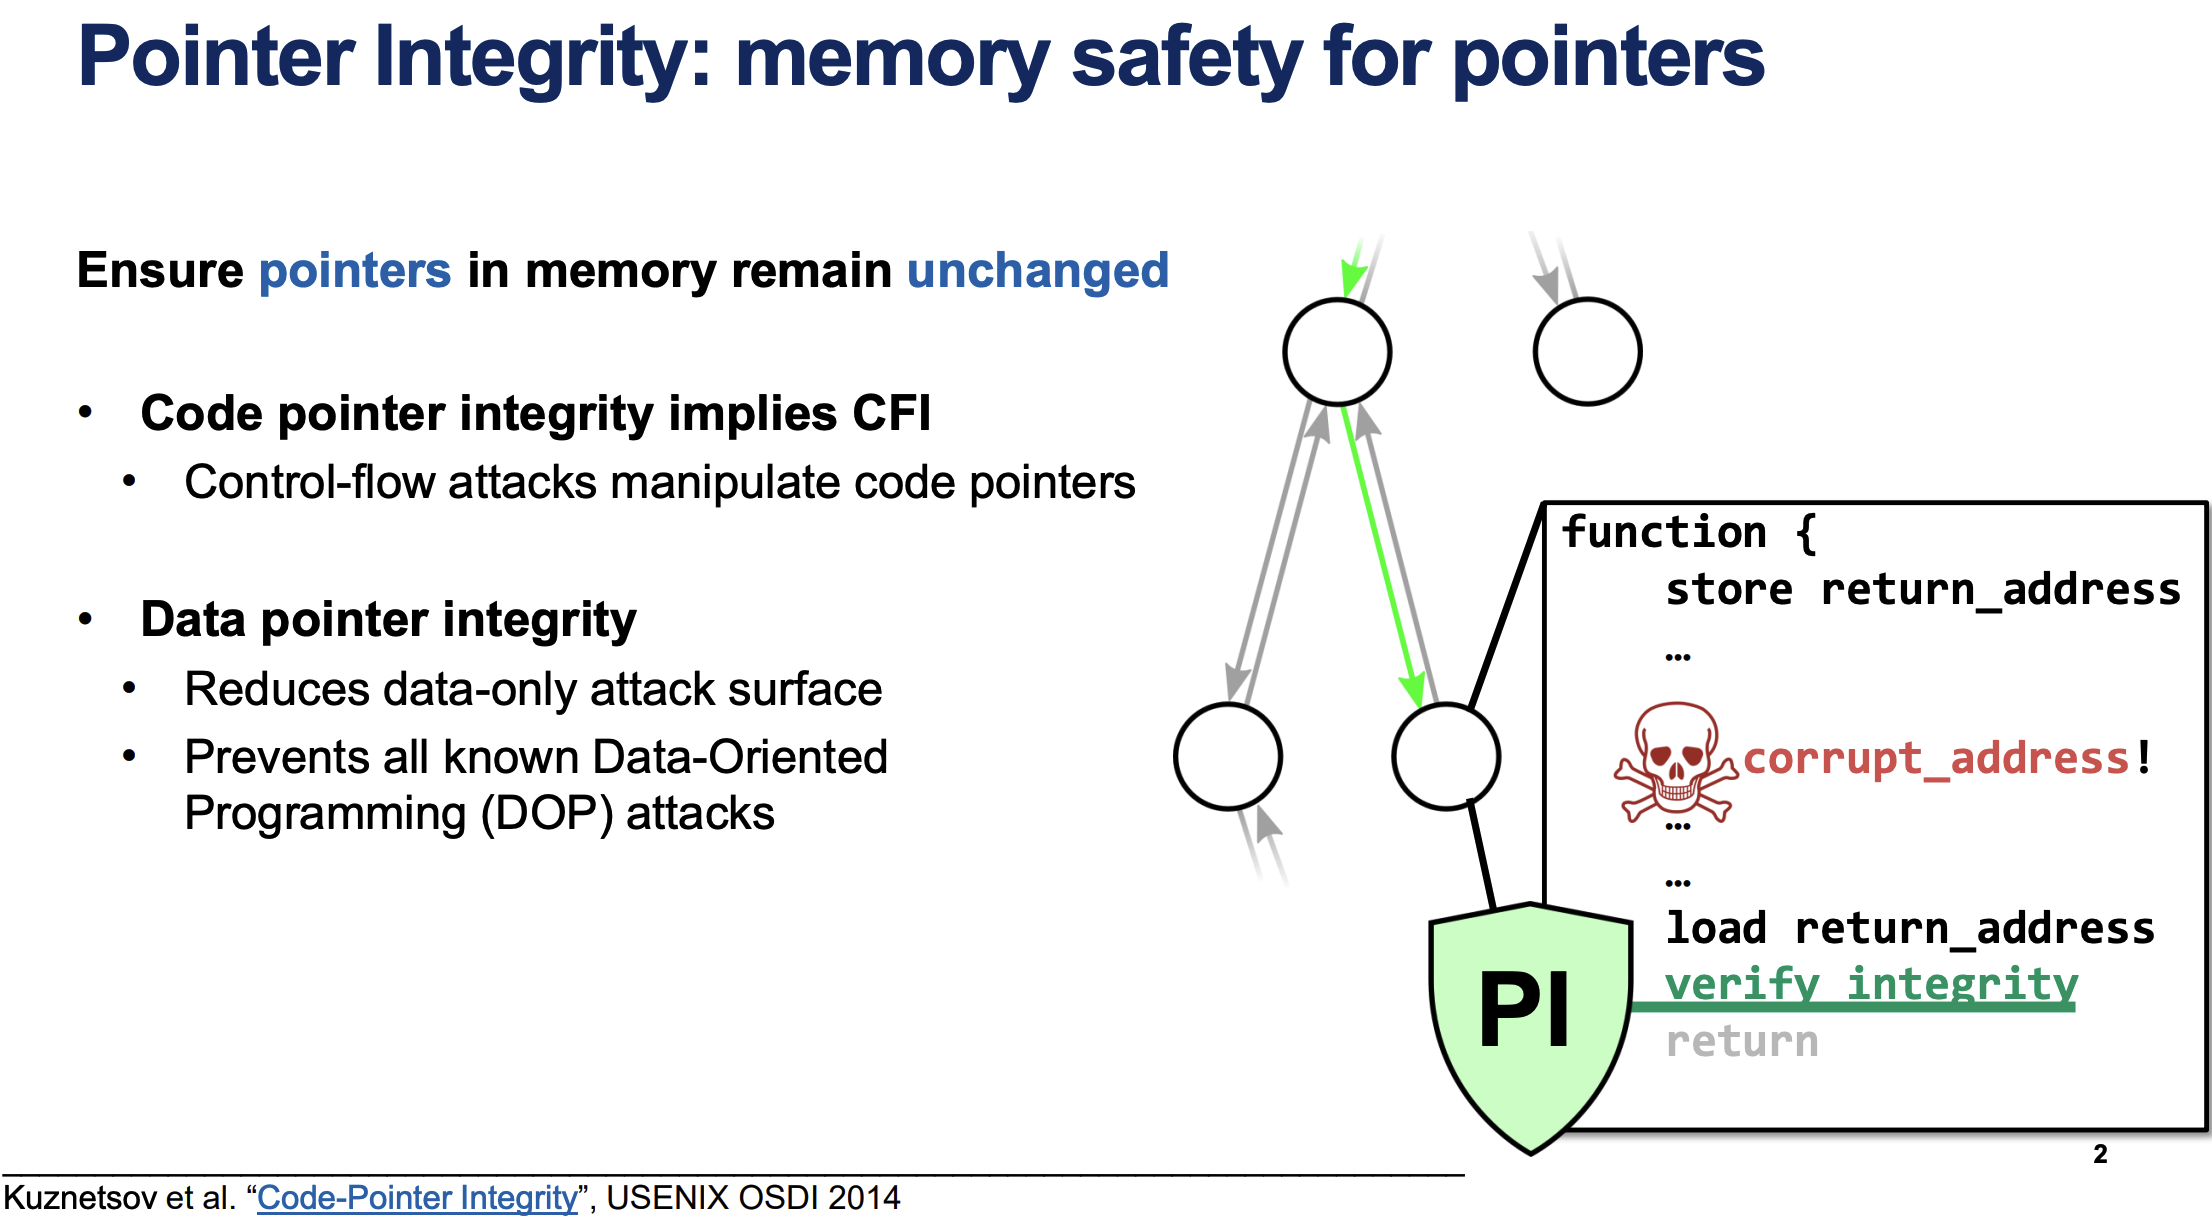 Pointer Integrity: memory safety for pointers
Ensure pointers in memory remain unchanged
• Code pointer integrity implies CFI
• Control-flow attacks manipulate code pointers
• Data pointer integrity
• Reduces data-only attack surface
• Prevents all known Data-Oriented
Programming (DOP) attacks
function {
store return_address
…
corrupt_address!
…
…
load return_address
verify integrity
return
PI
2
Kuznetsov et al. “Code-Pointer Integrity”, USENIX OSDI 2014